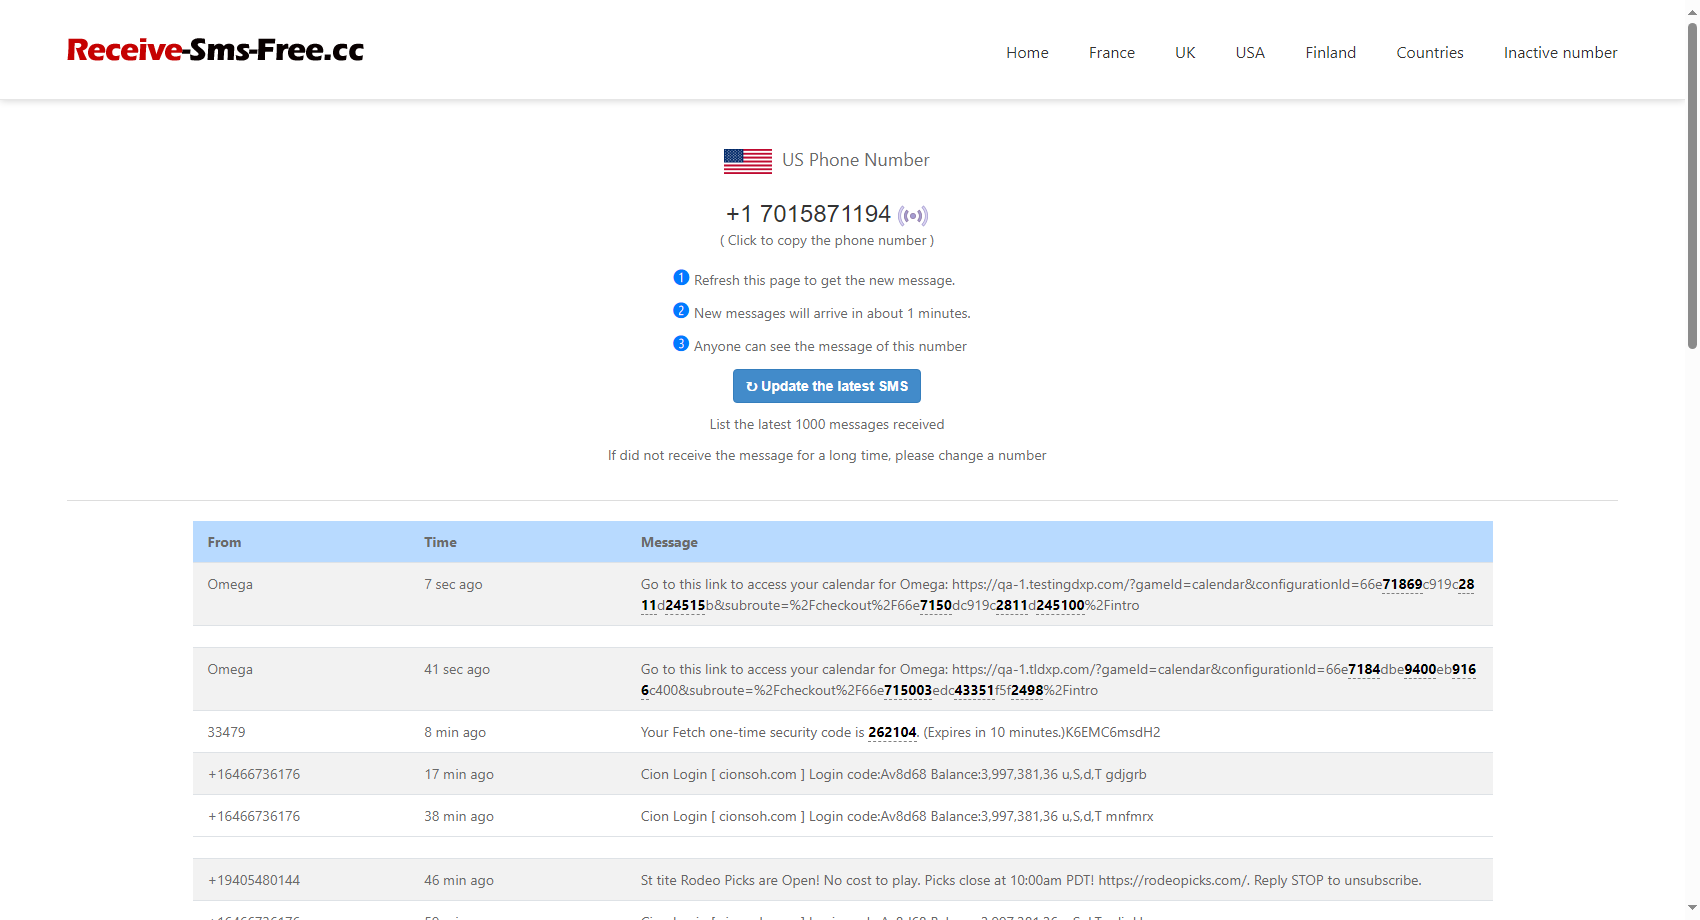 Receive-Sms-Free.cc
Home France UK USA Finland Countries Inactive number
US Phone Number
+1 7015871194
( Click to copy the phone number )
1 Refresh this page to get the new message.
2 New messages will arrive in about 1 minutes.
3 Anyone can see the message of this number
↻ Update the latest SMS
List the latest 1000 messages received
If did not receive the message for a long time, please change a number
From Time Message
Omega 7 sec ago Go to this link to access your calendar for Omega: https://qa-1.testingdxp.com/?gameId=calendar&configurationId=66e71869c919c28
11d24515b&subroute=%2Fcheckout%2F66e7150dc919c2811d245100%2Fintro
Omega 41 sec ago Go to this link to access your calendar for Omega: https://qa-1.tldxp.com/?gameId=calendar&configurationId=66e7184dbe9400eb916
6c400&subroute=%2Fcheckout%2F66e715003edc43351f5f2498%2Fintro
33479 8 min ago Your Fetch one-time security code is 262104. (Expires in 10 minutes.)K6EMC6msdH2
+16466736176 17 min ago Cion Login [ cionsoh.com ] Login code:Av8d68 Balance:3,997,381,36 u,S,d,T gdjgrb
+16466736176 38 min ago Cion Login [ cionsoh.com ] Login code:Av8d68 Balance:3,997,381,36 u,S,d,T mnfmrx
+19405480144 46 min ago St tite Rodeo Picks are Open! No cost to play. Picks close at 10:00am PDT! https://rodeopicks.com/. Reply STOP to unsubscribe.